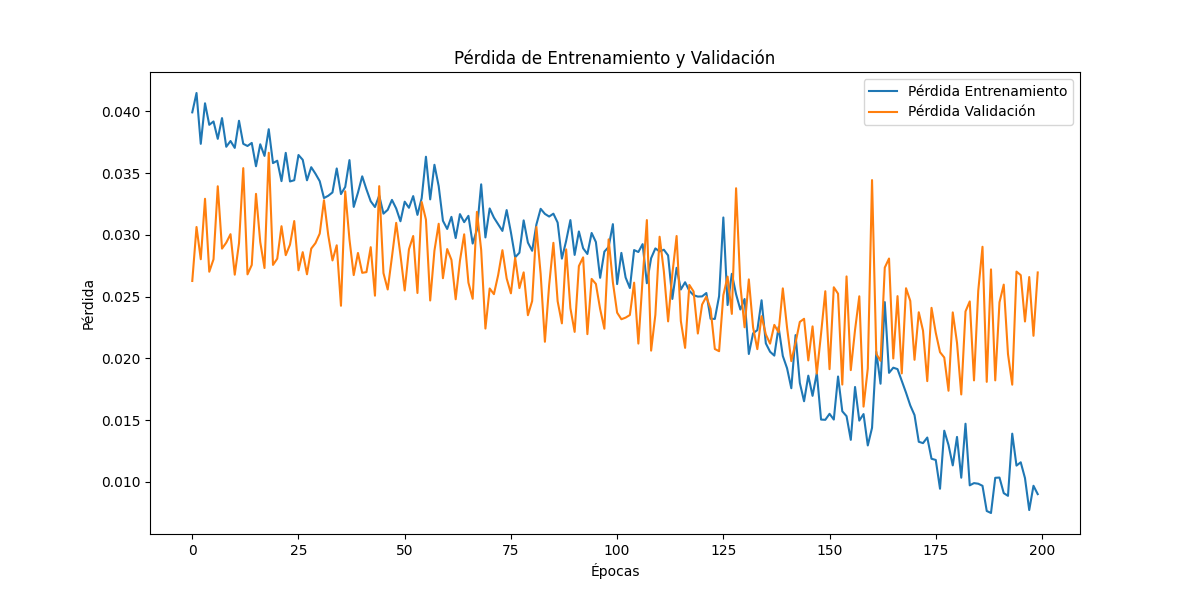 Pérdida de Entrenamiento y Validación
Pérdida Entrenamiento
Pérdida Validación
0.040
0.035
0.030
0.025
0.020
0.015
0.010
Pérdida
0 25 50 75 100 125 150 175 200
Épocas